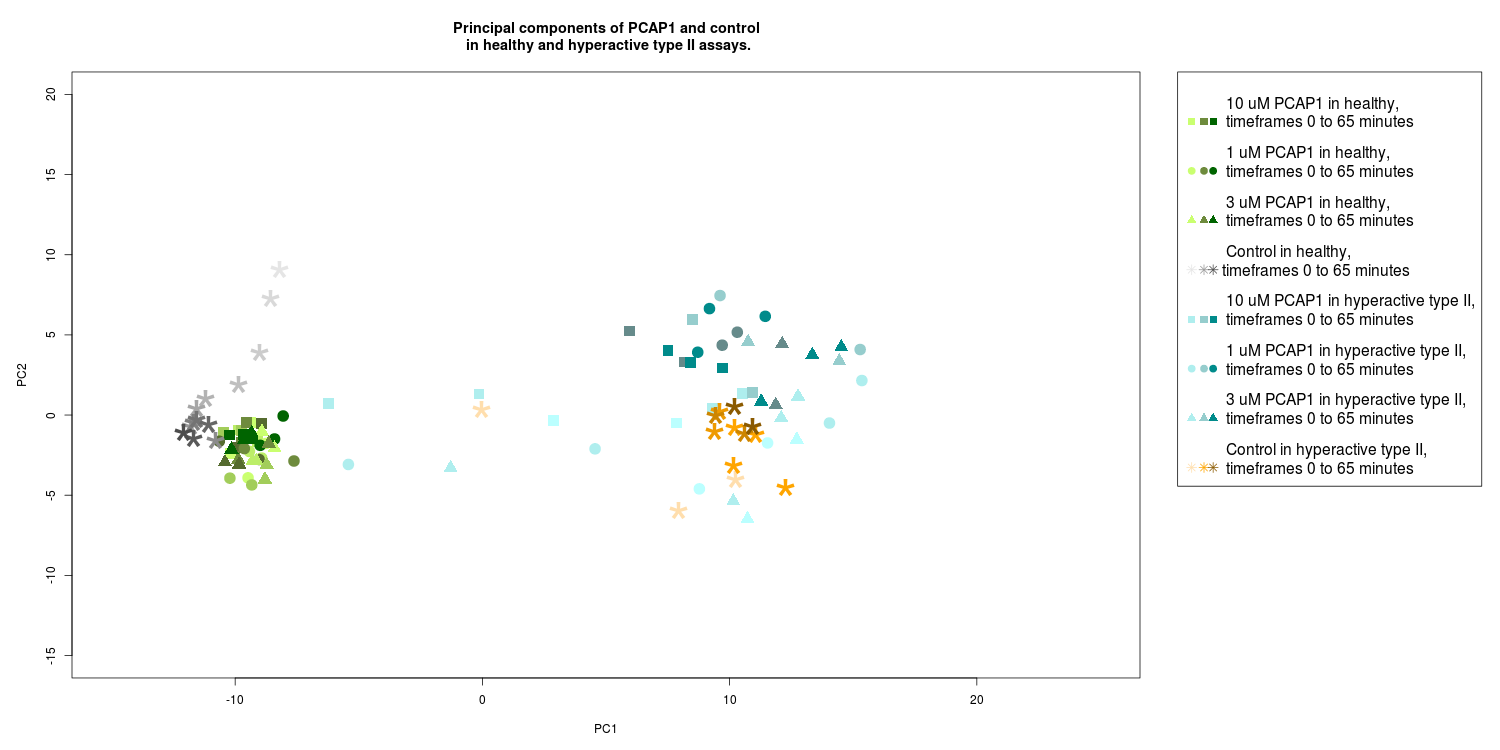 Principal components of PCAP1 and control
in healthy and hyperactive type II assays.
20
15
10
5
0
-5
-10
-15
PC2
-10
0
10
20
PC1
10 uM PCAP1 in healthy,
timeframes 0 to 65 minutes
1 uM PCAP1 in healthy,
timeframes 0 to 65 minutes
3 uM PCAP1 in healthy,
timeframes 0 to 65 minutes
Control in healthy,
timeframes 0 to 65 minutes
10 uM PCAP1 in hyperactive type II,
timeframes 0 to 65 minutes
1 uM PCAP1 in hyperactive type II,
timeframes 0 to 65 minutes
3 uM PCAP1 in hyperactive type II,
timeframes 0 to 65 minutes
Control in hyperactive type II,
timeframes 0 to 65 minutes